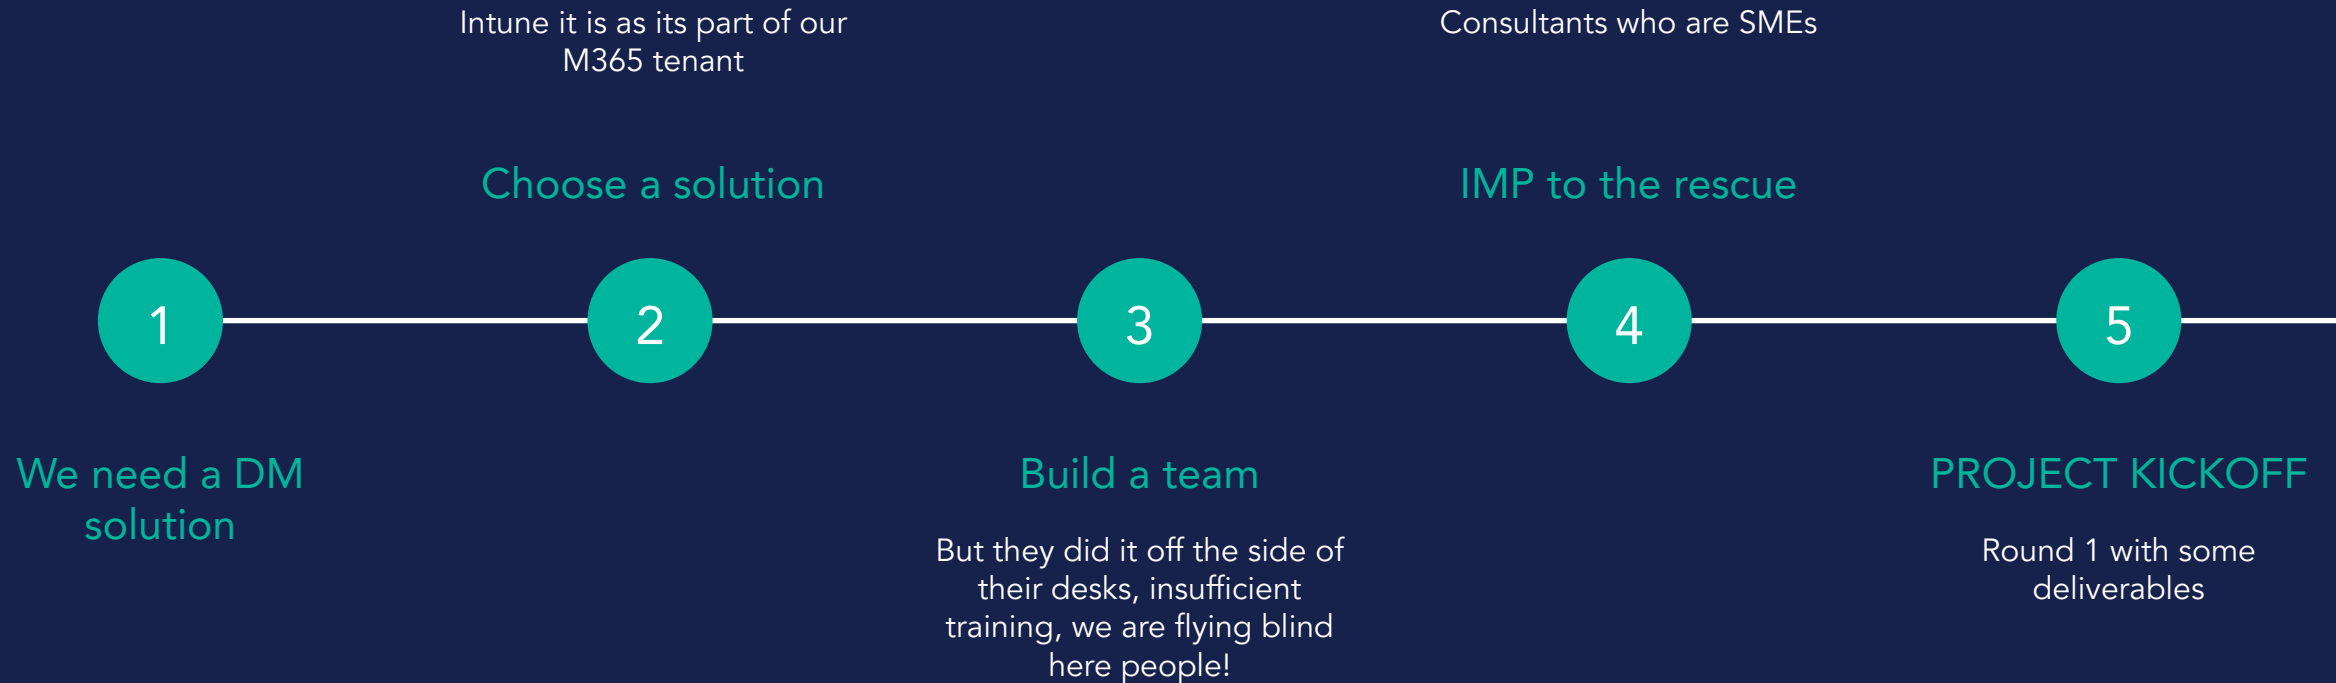 Intune it is as its part of our
M365 tenant
Consultants who are SMEs
Choose a solution
IMP to the rescue
1
2
3
4
5
We need a DM
solution
Build a team
But they did it off the side of
their desks, insufficient
training, we are flying blind
here people!
PROJECT KICKOFF
Round 1 with some
deliverables